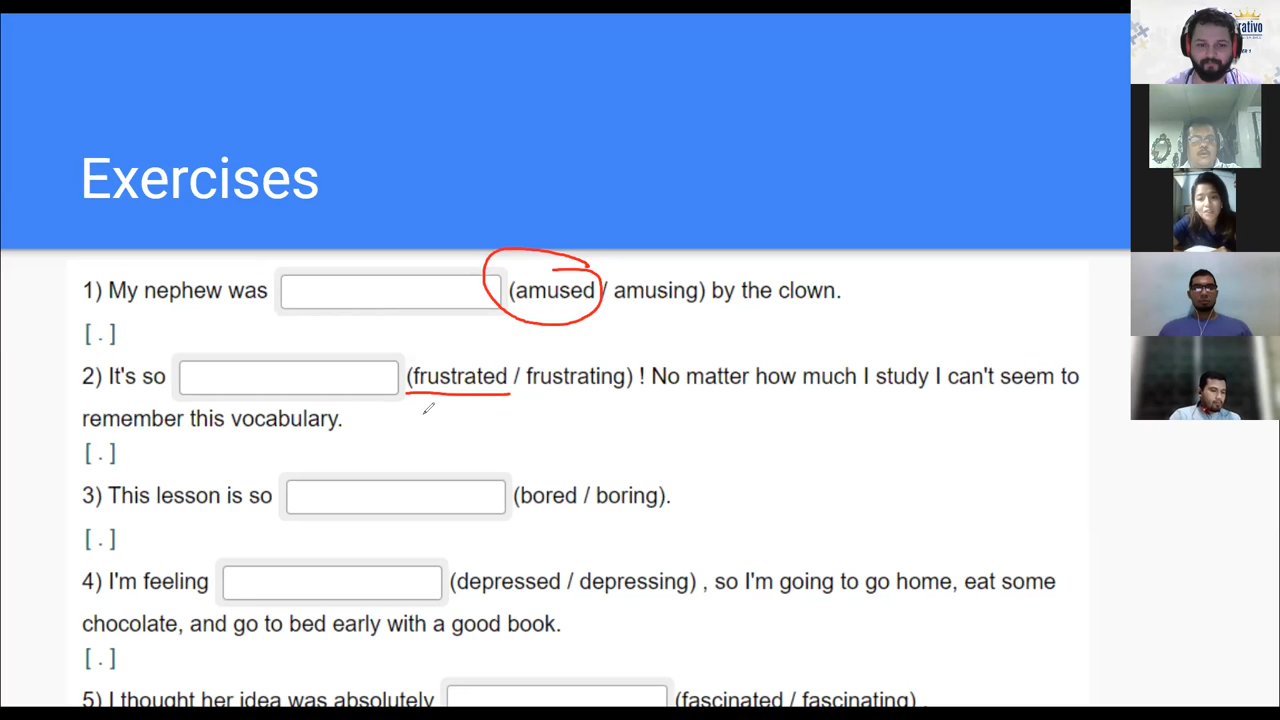 Exercises
1) My nephew was (amused / amusing) by the clown.
[ . ]
2) It's so (frustrated / frustrating) ! No matter how much I study I can't seem to
remember this vocabulary.
[ . ]
3) This lesson is so (bored / boring).
[ . ]
4) I'm feeling (depressed / depressing) , so I'm going to go home, eat some
chocolate, and go to bed early with a good book.
[ . ]
5) I thought her idea was absolutely (fascinated / fascinating) .